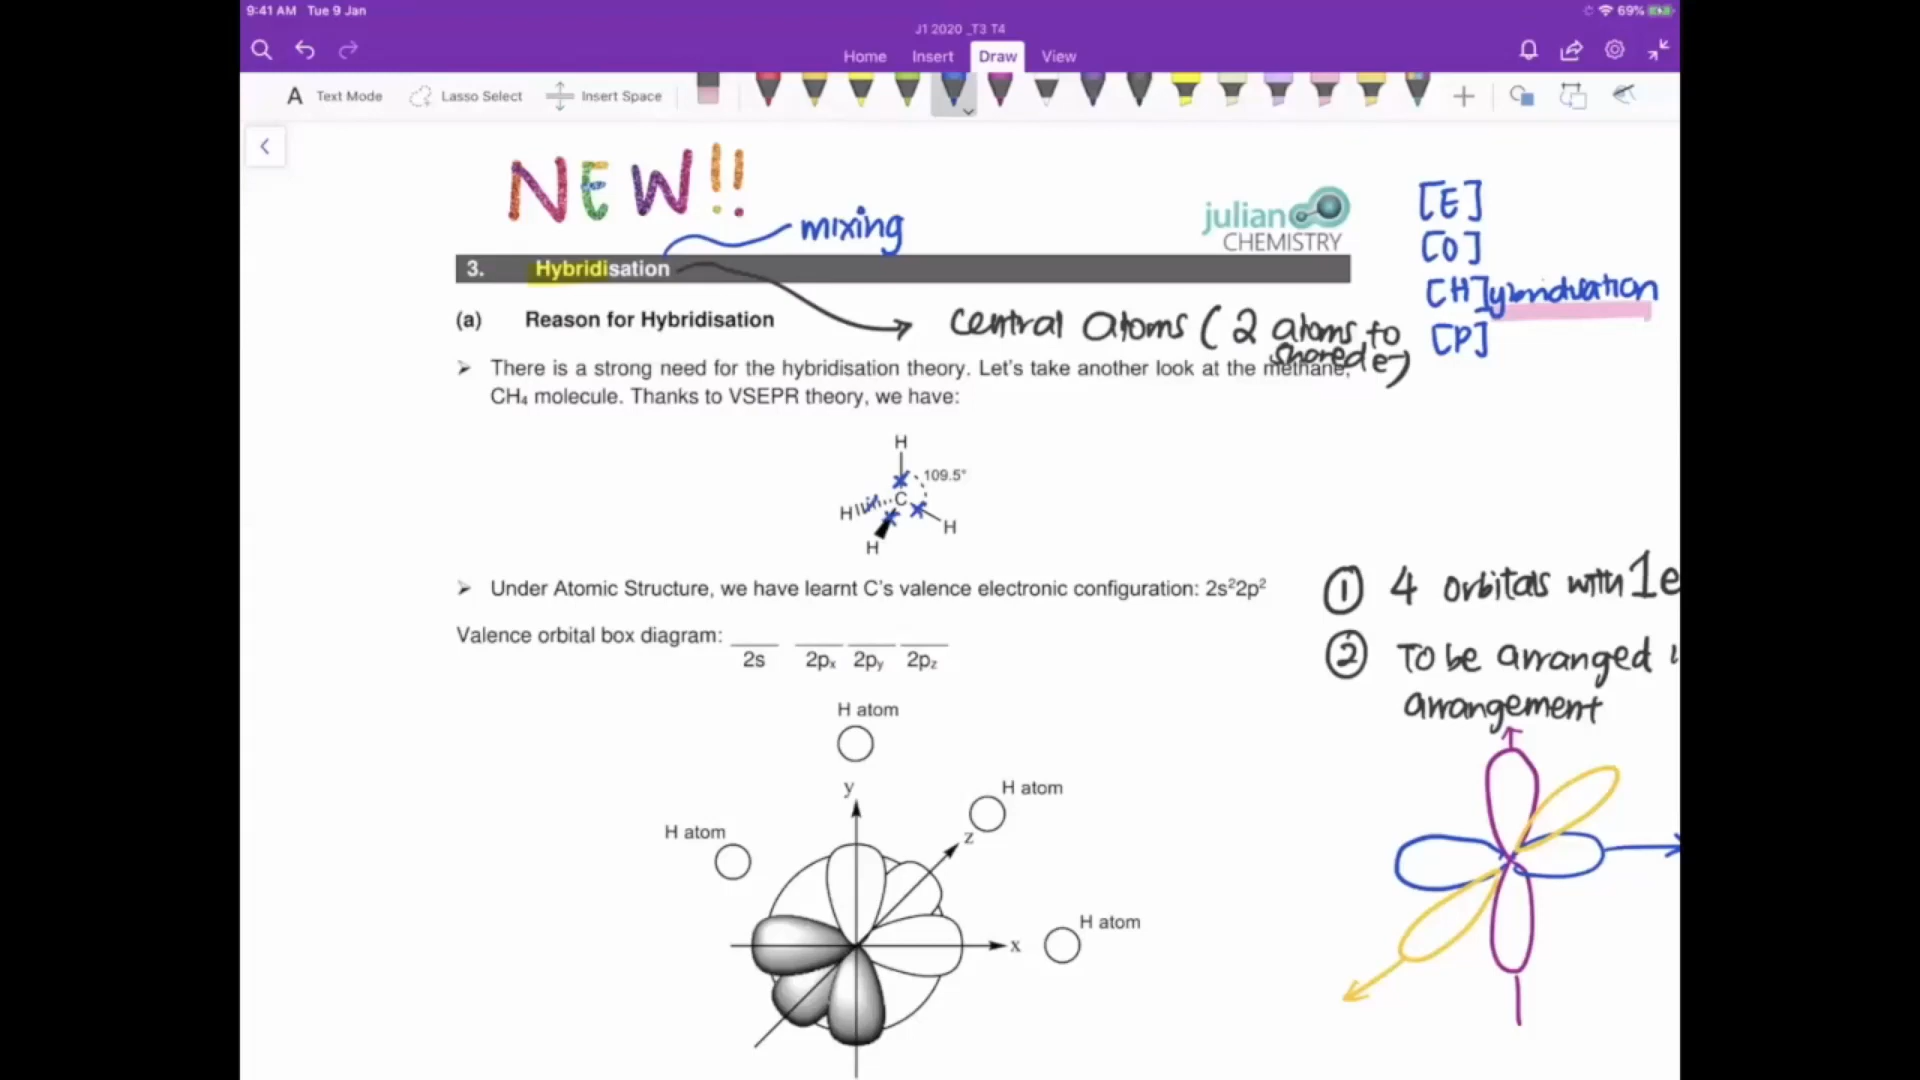 9:41 AM Tue 9 Jan
69%
J1 2020 _T3 T4
Home Insert Draw View
A Text Mode Lasso Select Insert Space
NEW!!
mixing
julian
CHEMISTRY
[E]
[O]
[H]ybridisation
[P]
3. Hybridisation
(a) Reason for Hybridisation
central atoms (2 atoms to
share e-)
➢ There is a strong need for the hybridisation theory. Let's take another look at the methane,
CH₄ molecule. Thanks to VSEPR theory, we have:
H
109.5°
C
H
H
H
➢ Under Atomic Structure, we have learnt C's valence electronic configuration: 2s²2p²
① 4 orbitals with 1e
Valence orbital box diagram:
2s 2pₓ 2pᵧ 2p_z
② To be arranged
arrangement
H atom
y
H atom
z
H atom
H atom
x